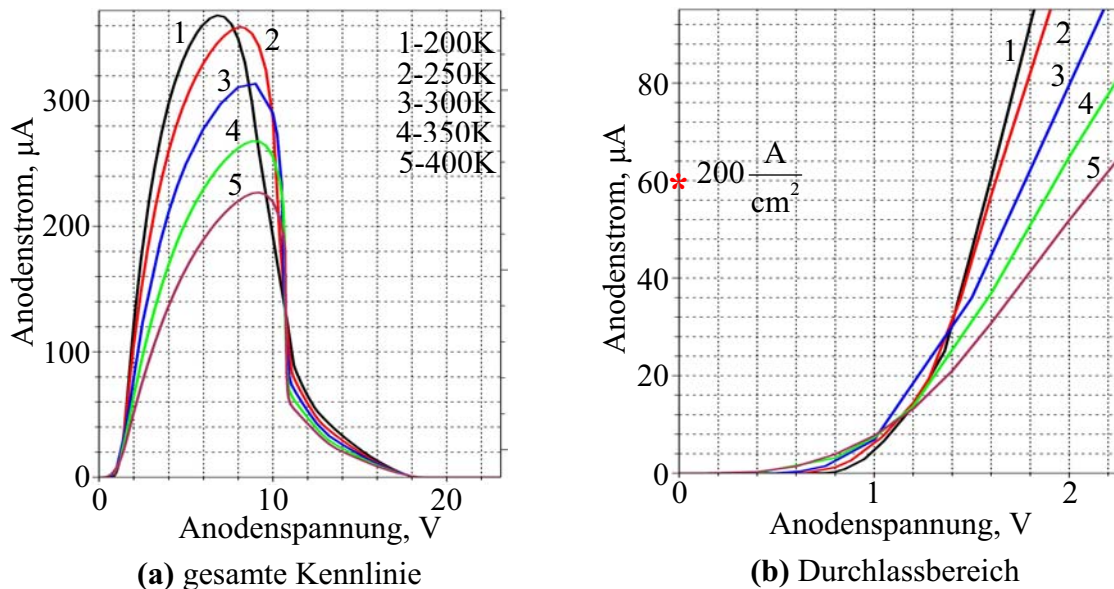 1
2
3
4
5
1-200K
2-250K
3-300K
4-350K
5-400K
300
200
100
0
0
10
20
Anodenstrom, µA
Anodenspannung, V
(a) gesamte Kennlinie
1
2
3
4
5
* 200 A/cm²
80
60
40
20
0
0
1
2
Anodenstrom, µA
Anodenspannung, V
(b) Durchlassbereich